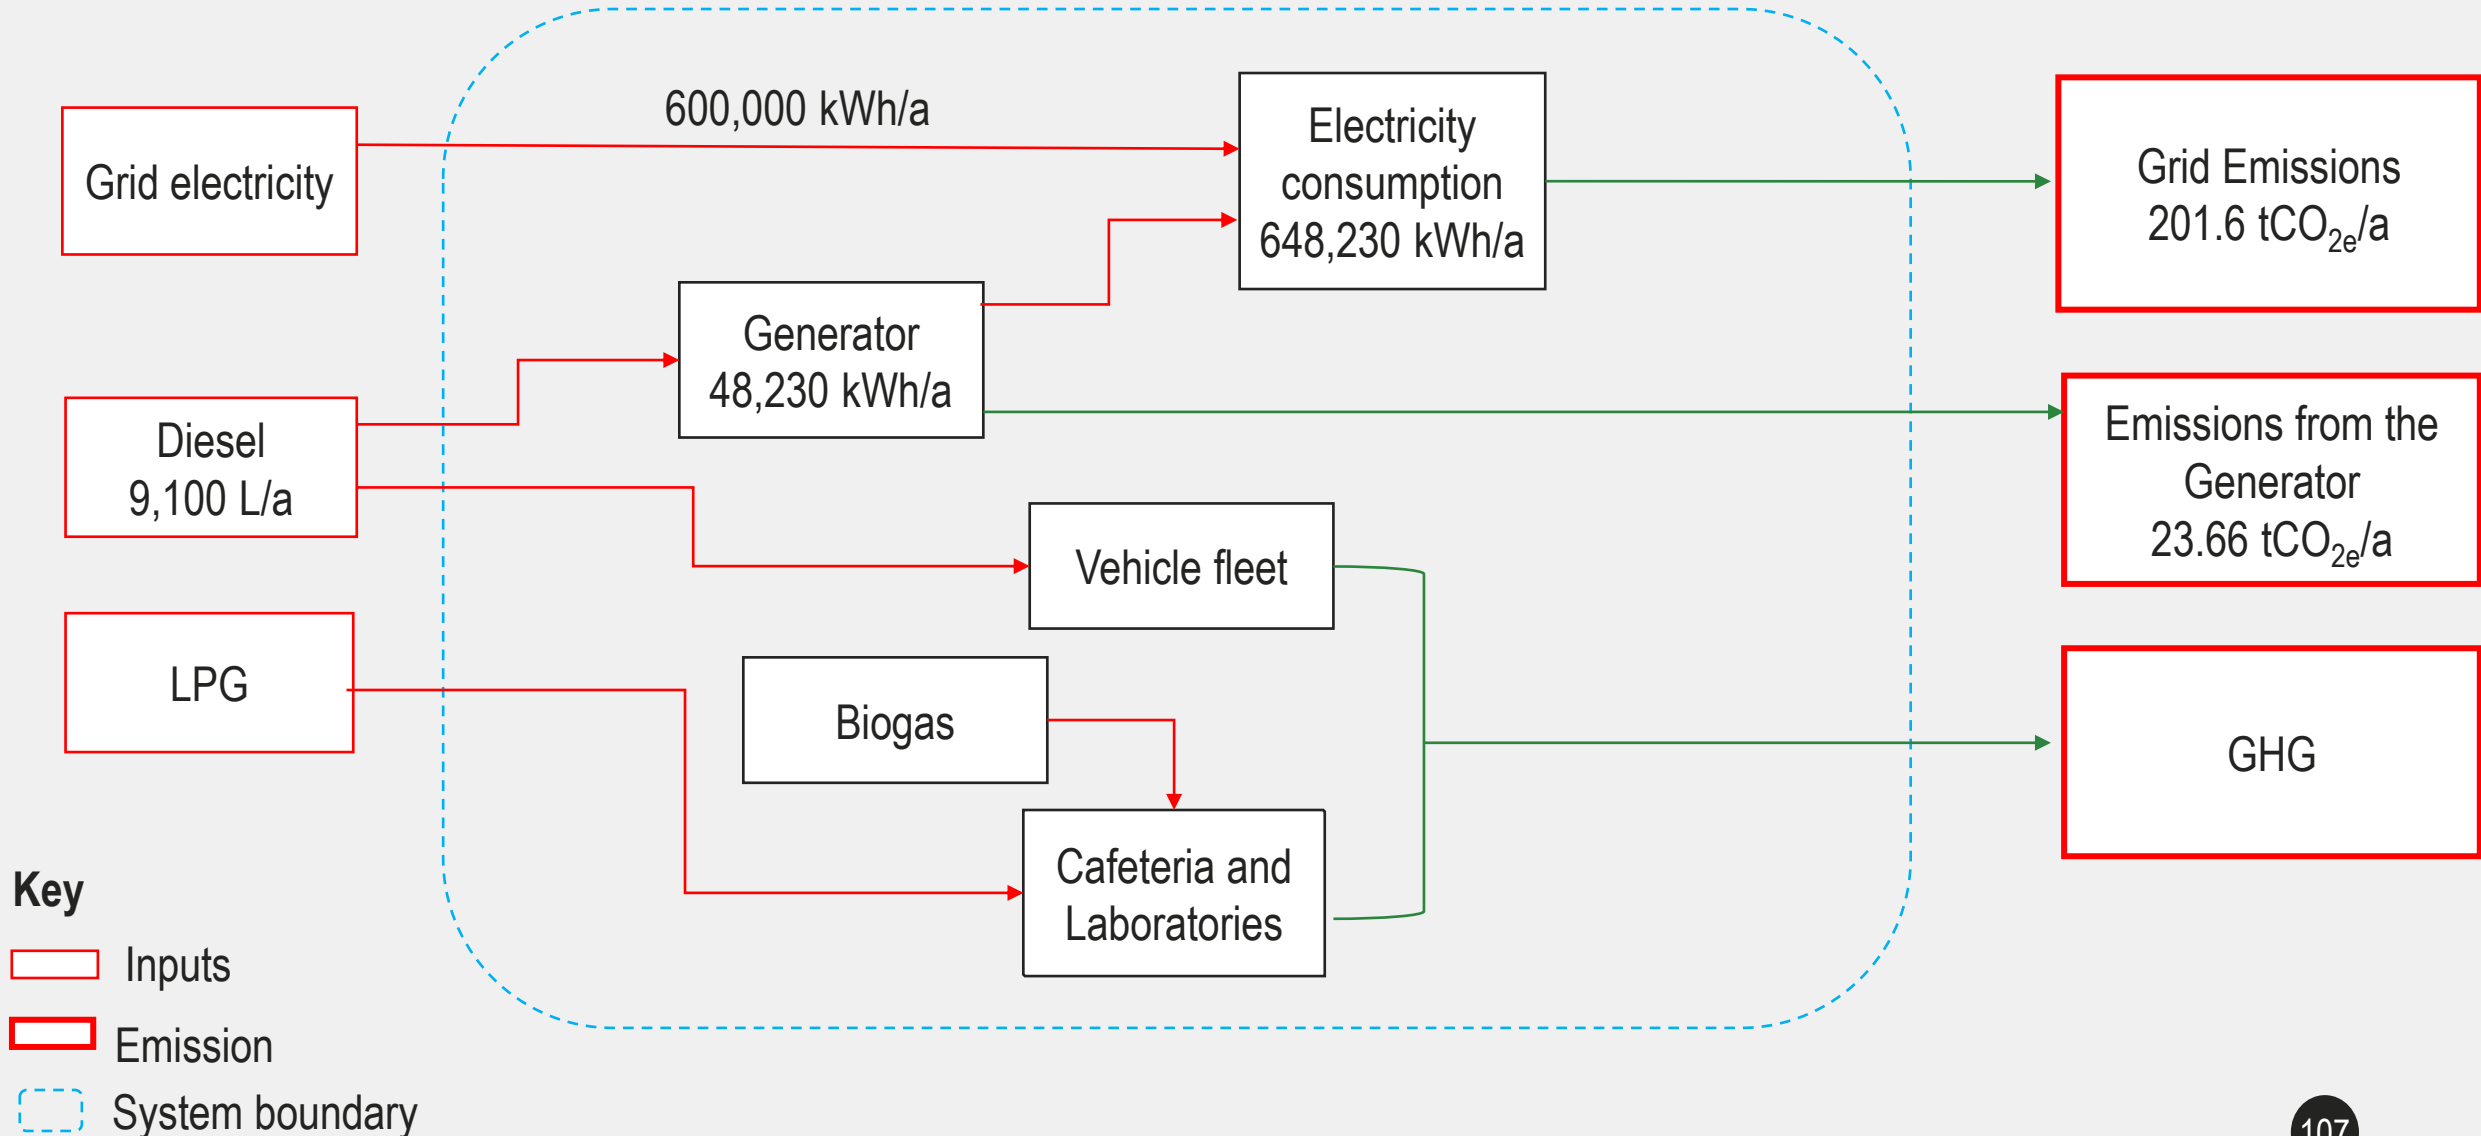 600,000 kWh/a
Grid electricity
Electricity
consumption
648,230 kWh/a
Grid Emissions
201.6 tCO2e/a
Generator
48,230 kWh/a
Diesel
9,100 L/a
Emissions from the
Generator
23.66 tCO2e/a
Vehicle fleet
LPG
Biogas
GHG
Cafeteria and
Laboratories
Key
Inputs
Emission
System boundary
107